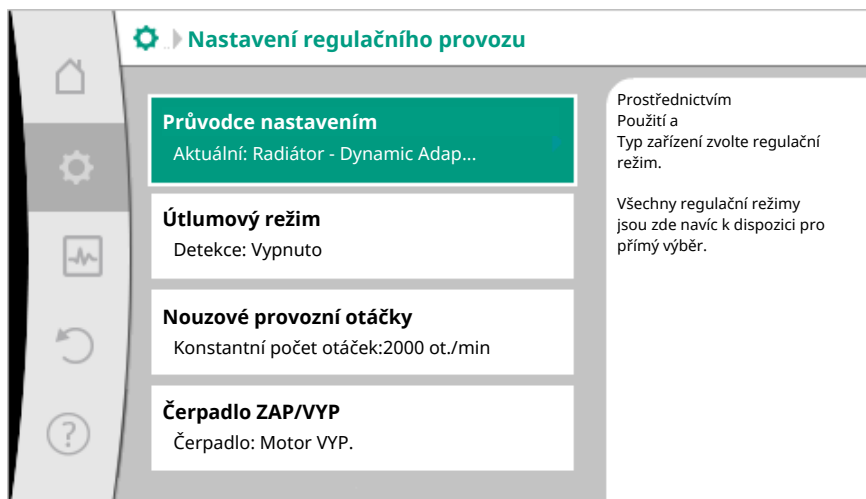 Nastavení regulačního provozu
Průvodce nastavením
Aktuální: Radiátor - Dynamic Adap...
Útlumový režim
Detekce: Vypnuto
Nouzové provozní otáčky
Konstantní počet otáček:2000 ot./min
Čerpadlo ZAP/VYP
Čerpadlo: Motor VYP.
Prostřednictvím
Použití a
Typ zařízení zvolte regulační
režim.
Všechny regulační režimy
jsou zde navíc k dispozici pro
přímý výběr.